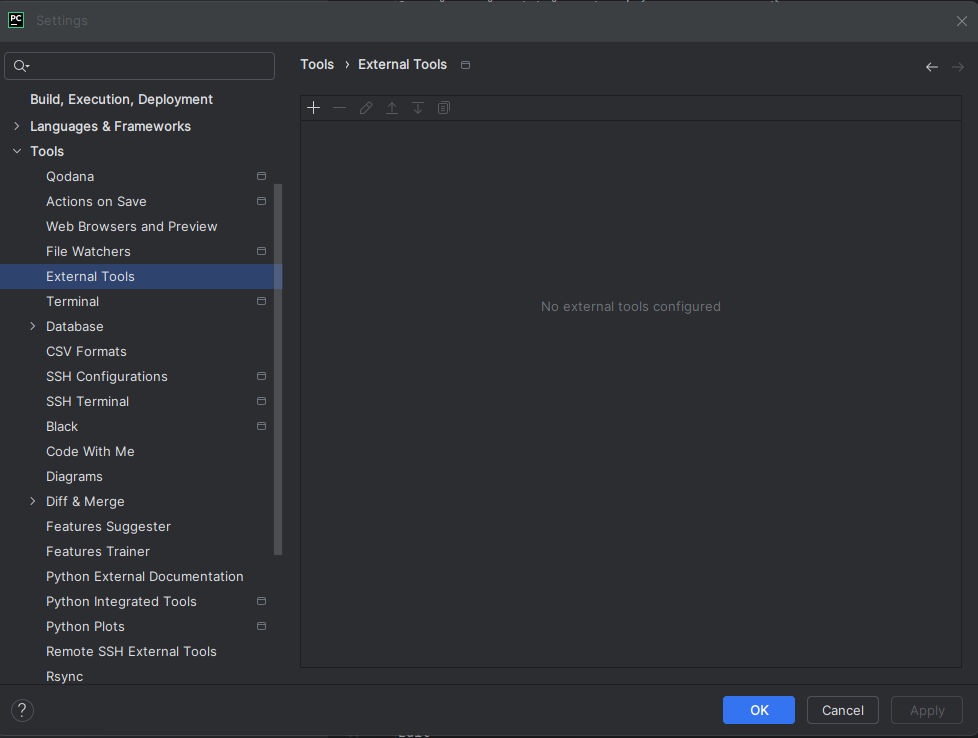 PC
Settings
Tools › External Tools
Build, Execution, Deployment
Languages & Frameworks
Tools
Qodana
Actions on Save
Web Browsers and Preview
File Watchers
External Tools
Terminal
Database
CSV Formats
SSH Configurations
SSH Terminal
Black
Code With Me
Diagrams
Diff & Merge
Features Suggester
Features Trainer
Python External Documentation
Python Integrated Tools
Python Plots
Remote SSH External Tools
Rsync
No external tools configured
?
OK
Cancel
Apply